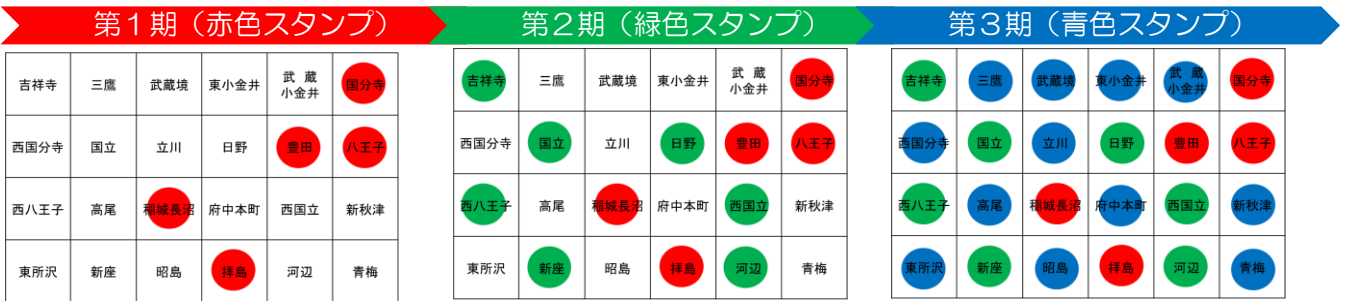 第1期（赤色スタンプ）
第2期（緑色スタンプ）
第3期（青色スタンプ）
吉祥寺 三鷹 武蔵境 東小金井 武蔵小金井 国分寺
西国分寺 国立 立川 日野 豊田 八王子
西八王子 高尾 稲城長沼 府中本町 西国立 新秋津
東所沢 新座 昭島 拝島 河辺 青梅
吉祥寺 三鷹 武蔵境 東小金井 武蔵小金井 国分寺
西国分寺 国立 立川 日野 豊田 八王子
西八王子 高尾 稲城長沼 府中本町 西国立 新秋津
東所沢 新座 昭島 拝島 河辺 青梅
吉祥寺 三鷹 武蔵境 東小金井 武蔵小金井 国分寺
西国分寺 国立 立川 日野 豊田 八王子
西八王子 高尾 稲城長沼 府中本町 西国立 新秋津
東所沢 新座 昭島 拝島 河辺 青梅